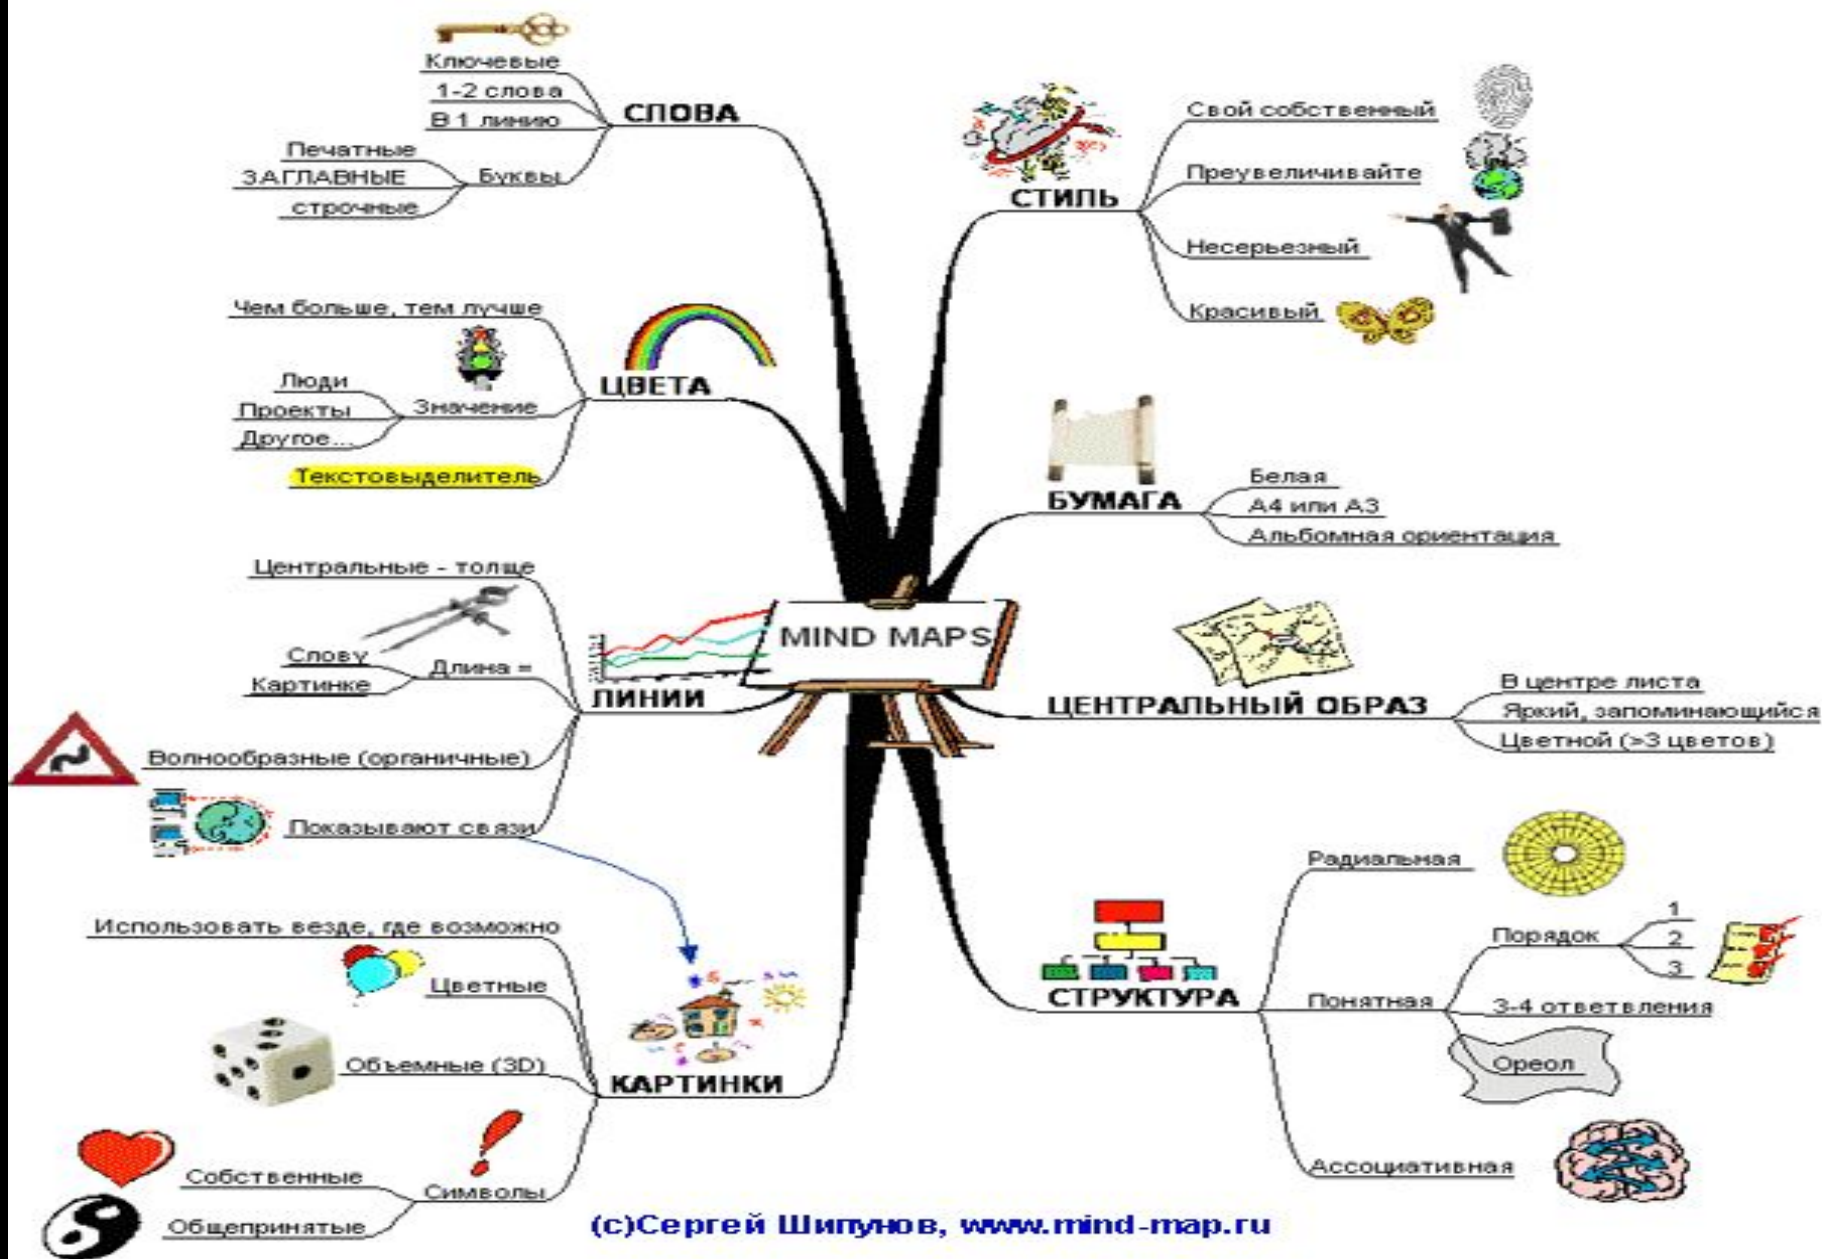 Ключевые
1-2 слова
В 1 линию
СЛОВА
Печатные
ЗАГЛАВНЫЕ
строчные
Буквы
Чем больше, тем лучше
ЦВЕТА
Люди
Проекты
Другое...
Значение
Текстовыделитель
Центральные - толще
Слову
Картинке
Длина =
ЛИНИИ
Волнообразные (органичные)
Показывают связи
Использовать везде, где возможно
Цветные
Объемные (3D)
КАРТИНКИ
Собственные
Общепринятые
Символы
MIND MAPS
СТИЛЬ
Свой собственный
Преувеличивайте
Несерьезный
Красивый
БУМАГА
Белая
А4 или А3
Альбомная ориентация
ЦЕНТРАЛЬНЫЙ ОБРАЗ
В центре листа
Яркий, запоминающийся
Цветной (>3 цветов)
СТРУКТУРА
Радиальная
Понятная
Порядок
1
2
3
3-4 ответвления
Ореол
Ассоциативная
(с)Сергей Шипунов, www.mind-map.ru